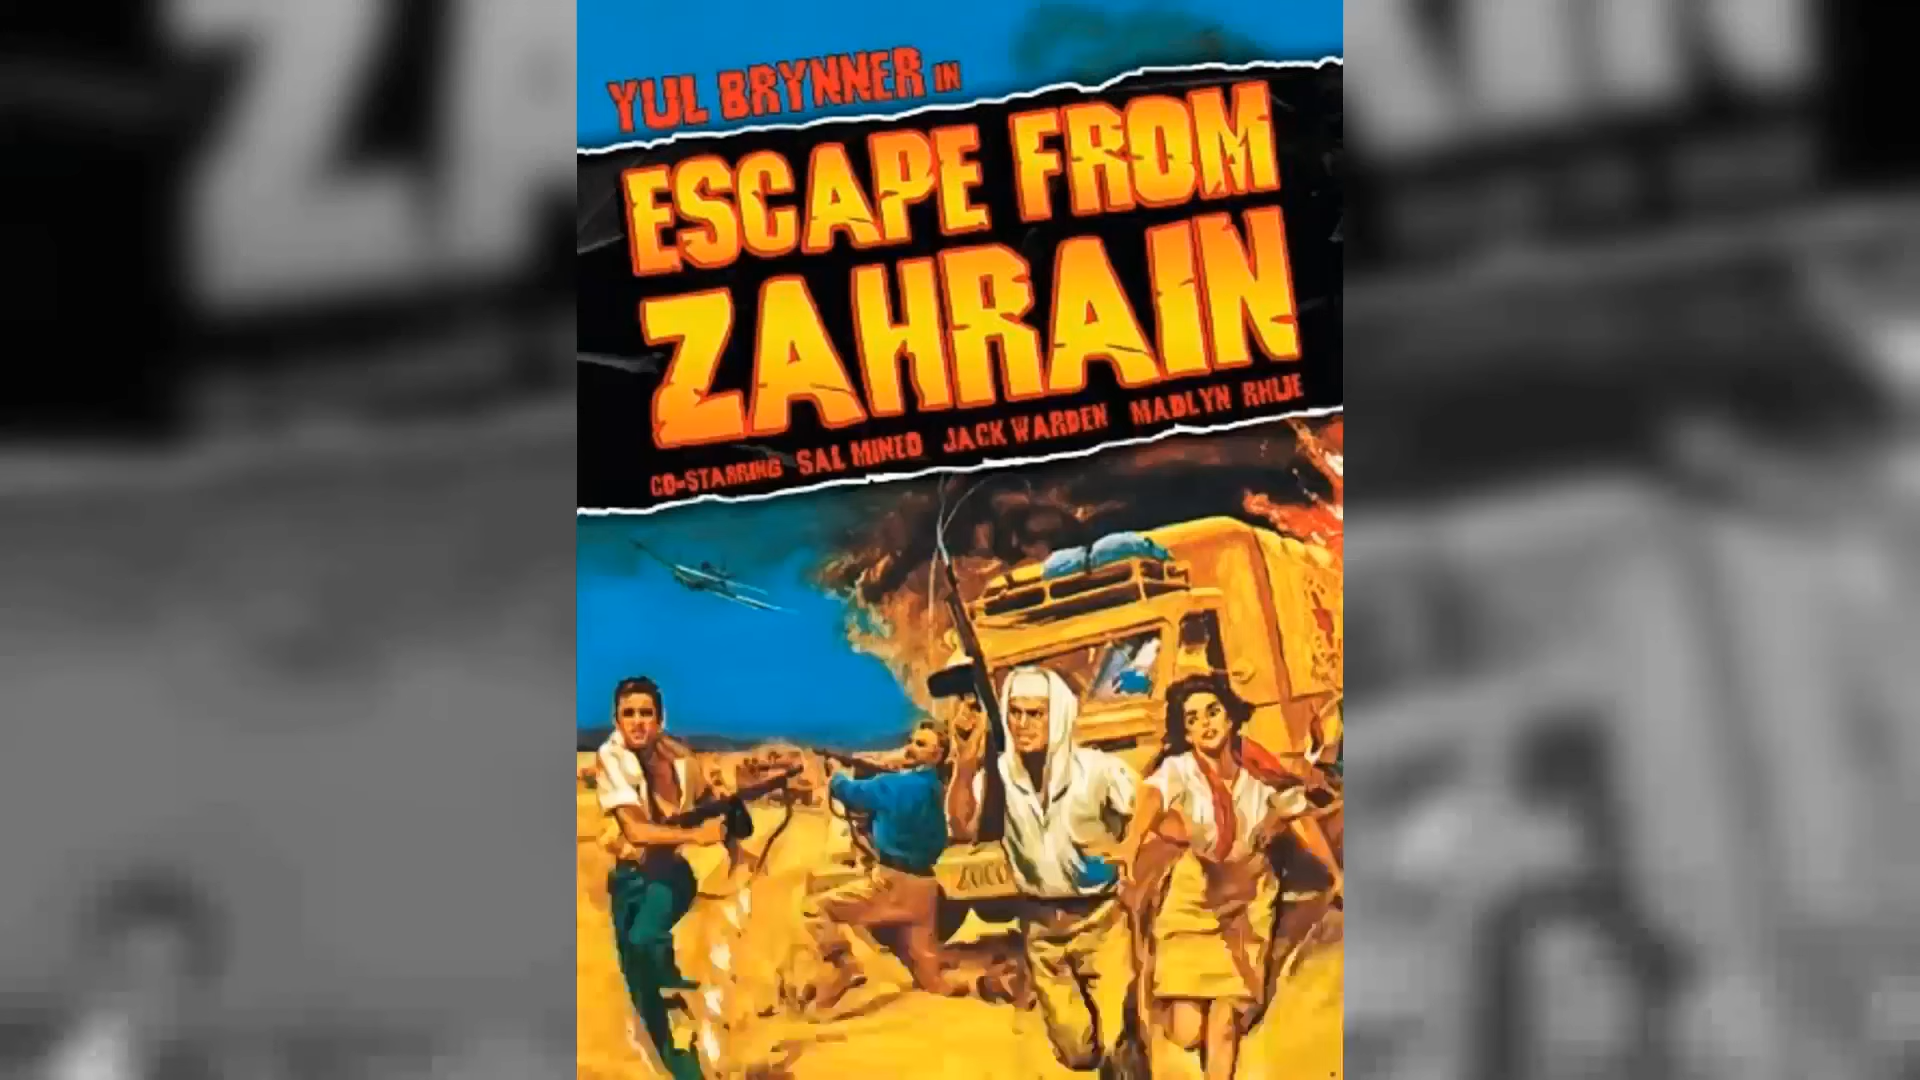 YUL BRYNNER IN
ESCAPE FROM
ZAHRAIN
CO-STARRING SAL MINEO JACK WARDEN MADLYN RHUE